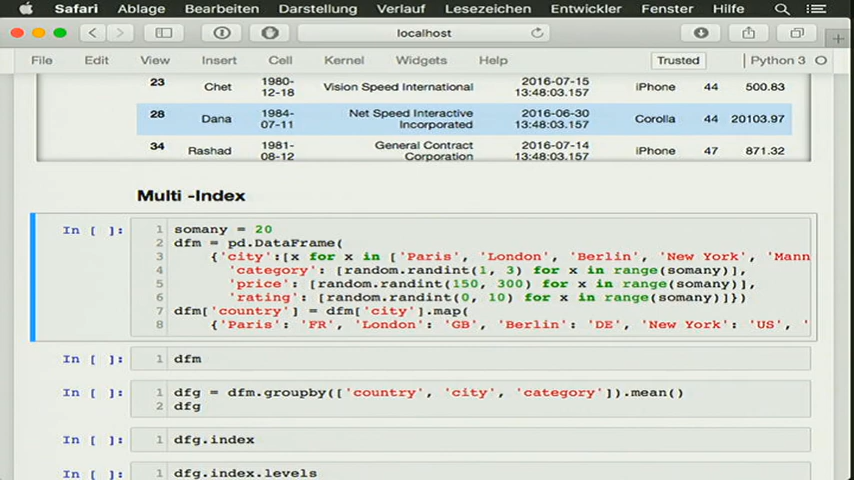 Safari Ablage Bearbeiten Darstellung Verlauf Lesezeichen Entwickler Fenster Hilfe
localhost
File Edit View Insert Cell Kernel Widgets Help Trusted Python 3
23 Chet 1980-12-18 Vision Speed International 2016-07-15 13:48:03.157 iPhone 44 500.83
28 Dana 1984-07-11 Net Speed Interactive Incorporated 2016-06-30 13:48:03.157 Corolla 44 20103.97
34 Rashad 1981-08-12 General Contract Corporation 2016-07-14 13:48:03.157 iPhone 47 871.32
Multi -Index
In [ ]: 1 somany = 20
2 dfm = pd.DataFrame(
3 {'city':[x for x in ['Paris', 'London', 'Berlin', 'New York', 'Mann
4 'category': [random.randint(1, 3) for x in range(somany)],
5 'price': [random.randint(150, 300) for x in range(somany)],
6 'rating': [random.randint(0, 10) for x in range(somany)]})
7 dfm['country'] = dfm['city'].map(
8 {'Paris': 'FR', 'London': 'GB', 'Berlin': 'DE', 'New York': 'US', '
In [ ]: 1 dfm
In [ ]: 1 dfg = dfm.groupby(['country', 'city', 'category']).mean()
2 dfg
In [ ]: 1 dfg.index
In [ ]: 1 dfg.index.levels